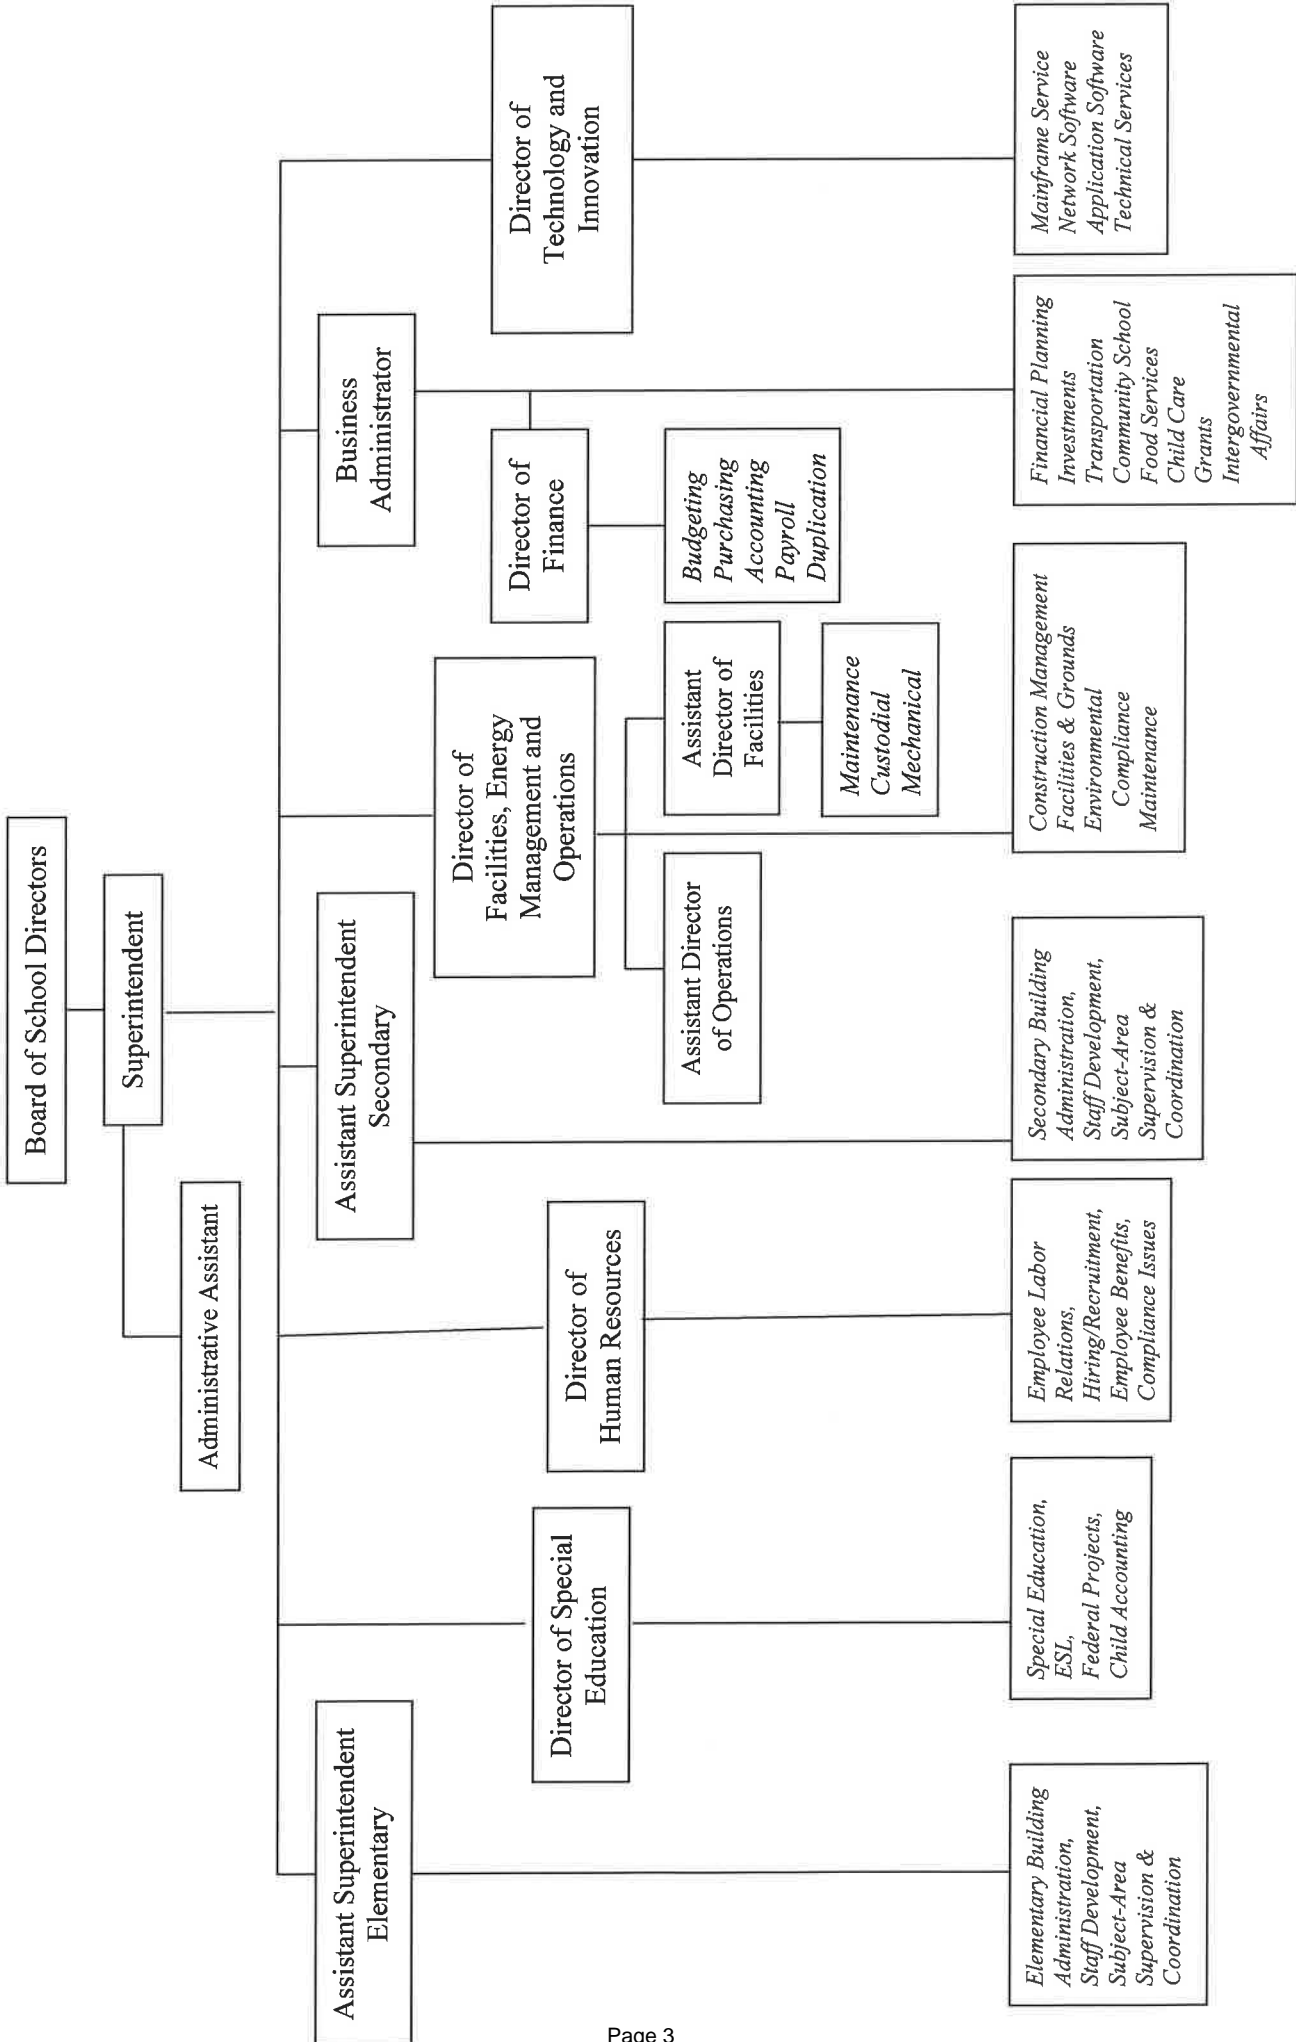 Board of School Directors
Superintendent
Administrative Assistant
Assistant Superintendent
Elementary
Assistant Superintendent
Secondary
Business
Administrator
Director of Special
Education
Director of
Human Resources
Director of
Facilities, Energy
Management and
Operations
Director of
Finance
Director of
Technology and
Innovation
Assistant Director
of Operations
Assistant
Director of
Facilities
Budgeting
Purchasing
Accounting
Payroll
Duplication
Maintenance
Custodial
Mechanical
Elementary Building
Administration,
Staff Development,
Subject-Area
Supervision &
Coordination
Special Education,
ESL,
Federal Projects,
Child Accounting
Employee Labor
Relations,
Hiring/Recruitment,
Employee Benefits,
Compliance Issues
Secondary Building
Administration,
Staff Development,
Subject-Area
Supervision &
Coordination
Construction Management
Facilities & Grounds
Environmental
Compliance
Maintenance
Financial Planning
Investments
Transportation
Community School
Food Services
Child Care
Grants
Intergovernmental
Affairs
Mainframe Service
Network Software
Application Software
Technical Services
Page 3